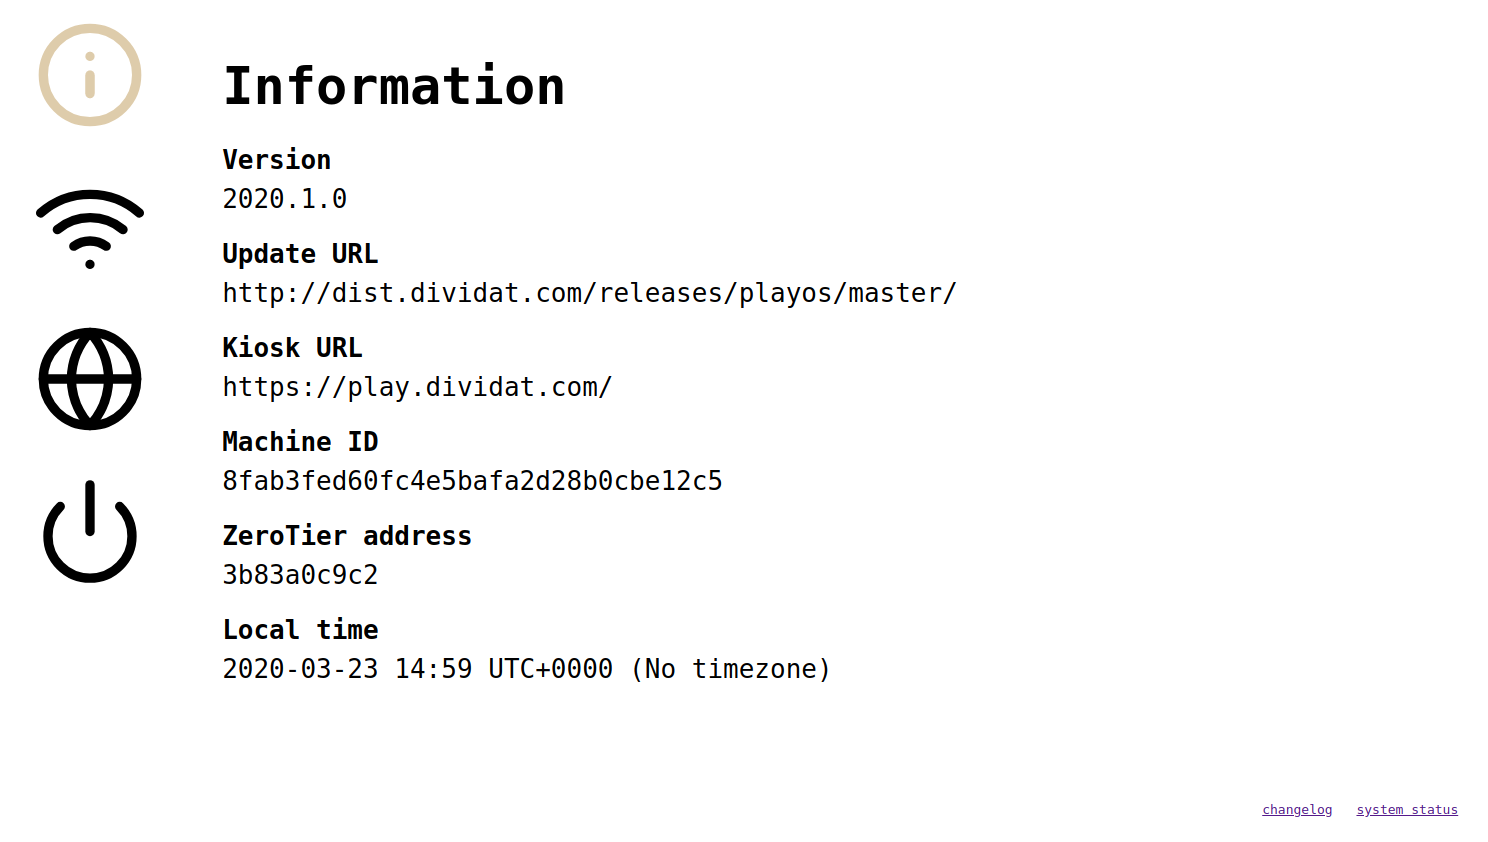 Information
Version
2020.1.0
Update URL
http://dist.dividat.com/releases/playos/master/
Kiosk URL
https://play.dividat.com/
Machine ID
8fab3fed60fc4e5bafa2d28b0cbe12c5
ZeroTier address
3b83a0c9c2
Local time
2020-03-23 14:59 UTC+0000 (No timezone)
changelog system status